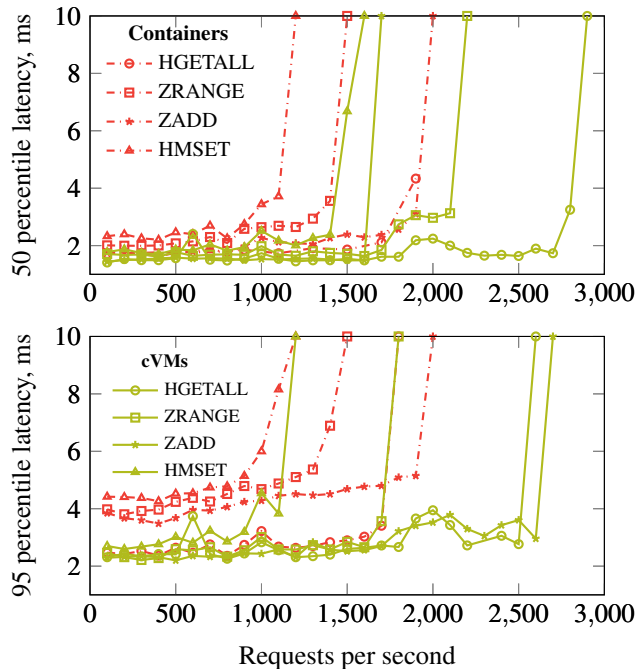 50 percentile latency, ms
10
8
6
4
2
Containers
HGETALL
ZRANGE
ZADD
HMSET
0 500 1,000 1,500 2,000 2,500 3,000
95 percentile latency, ms
10
8
6
4
2
cVMs
HGETALL
ZRANGE
ZADD
HMSET
0 500 1,000 1,500 2,000 2,500 3,000
Requests per second